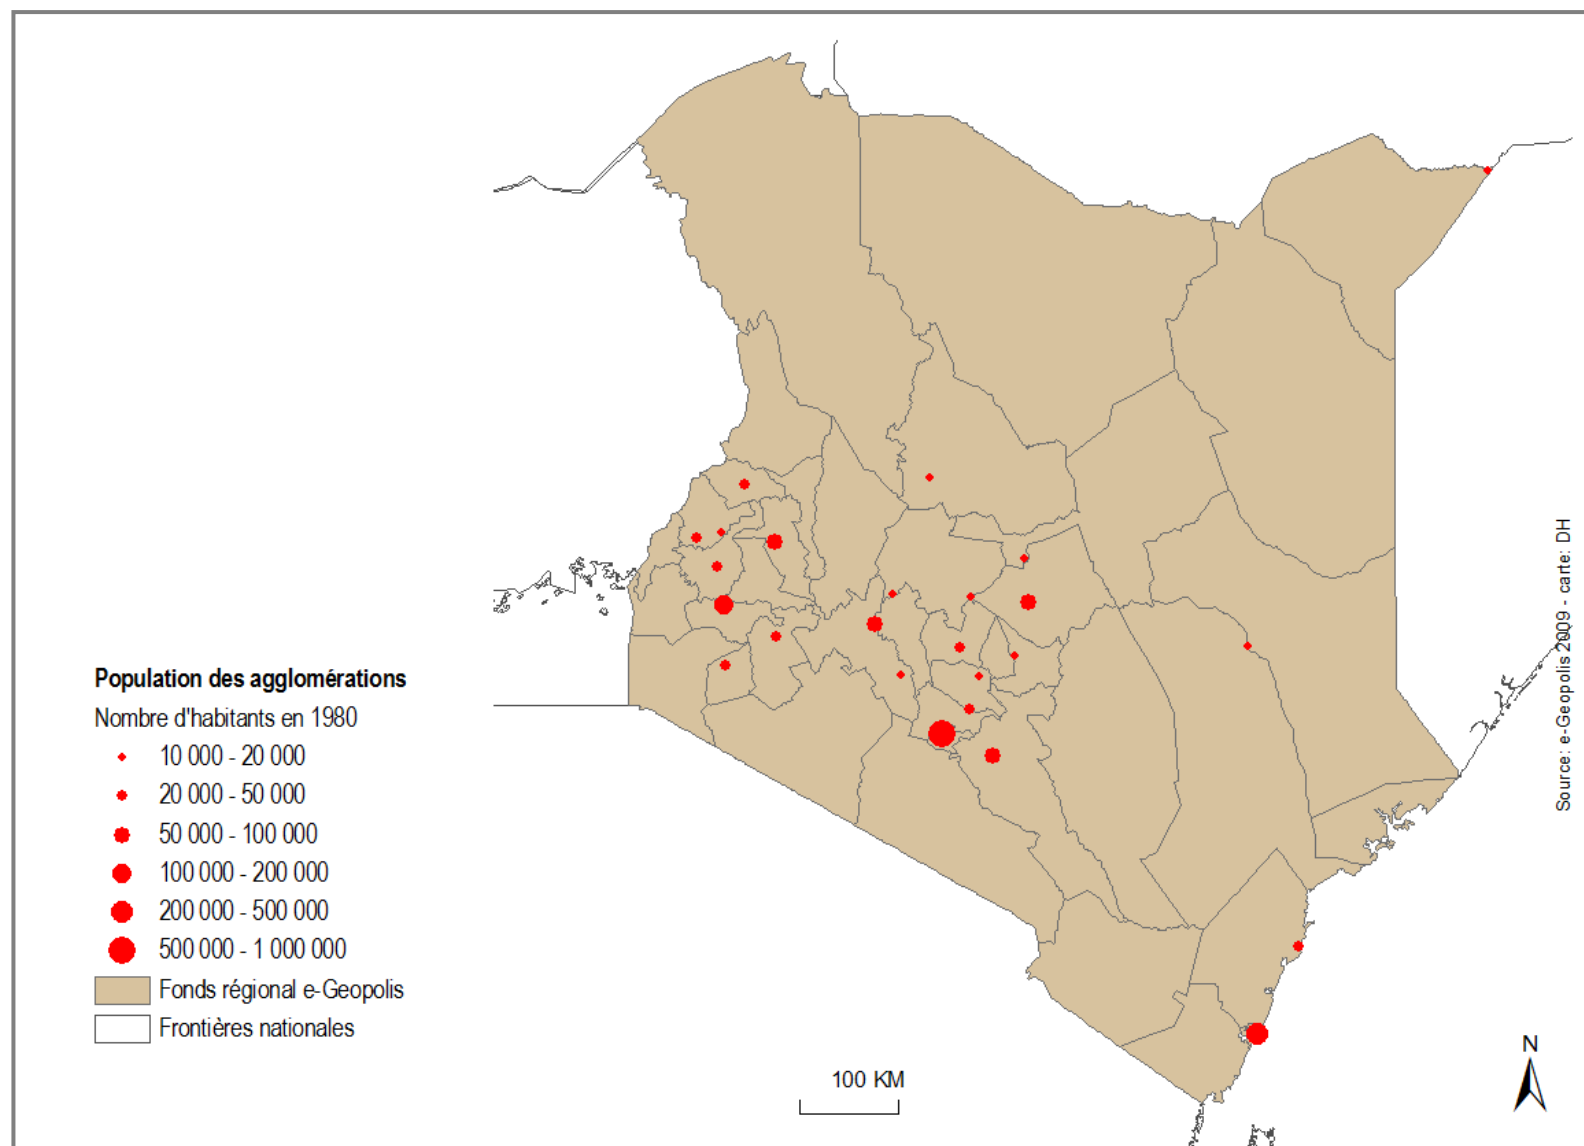 Population des agglomérations
Nombre d'habitants en 1980
10 000 - 20 000
20 000 - 50 000
50 000 - 100 000
100 000 - 200 000
200 000 - 500 000
500 000 - 1 000 000
Fonds régional e-Geopolis
Frontières nationales
100 KM
N
Source: e-Geopolis 2009 - carte: DH